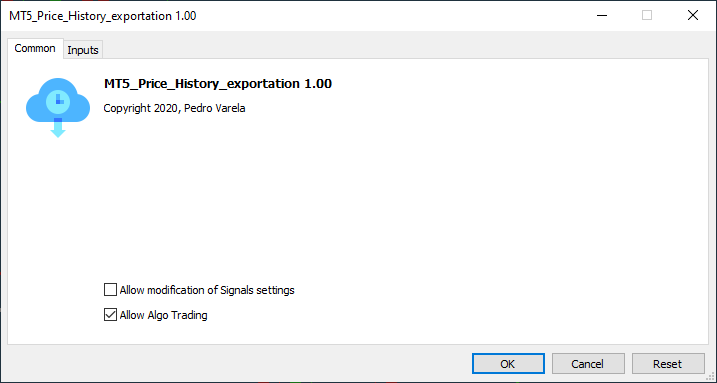 MT5_Price_History_exportation 1.00
Common
Inputs
MT5_Price_History_exportation 1.00
Copyright 2020, Pedro Varela
Allow modification of Signals settings
Allow Algo Trading
OK
Cancel
Reset